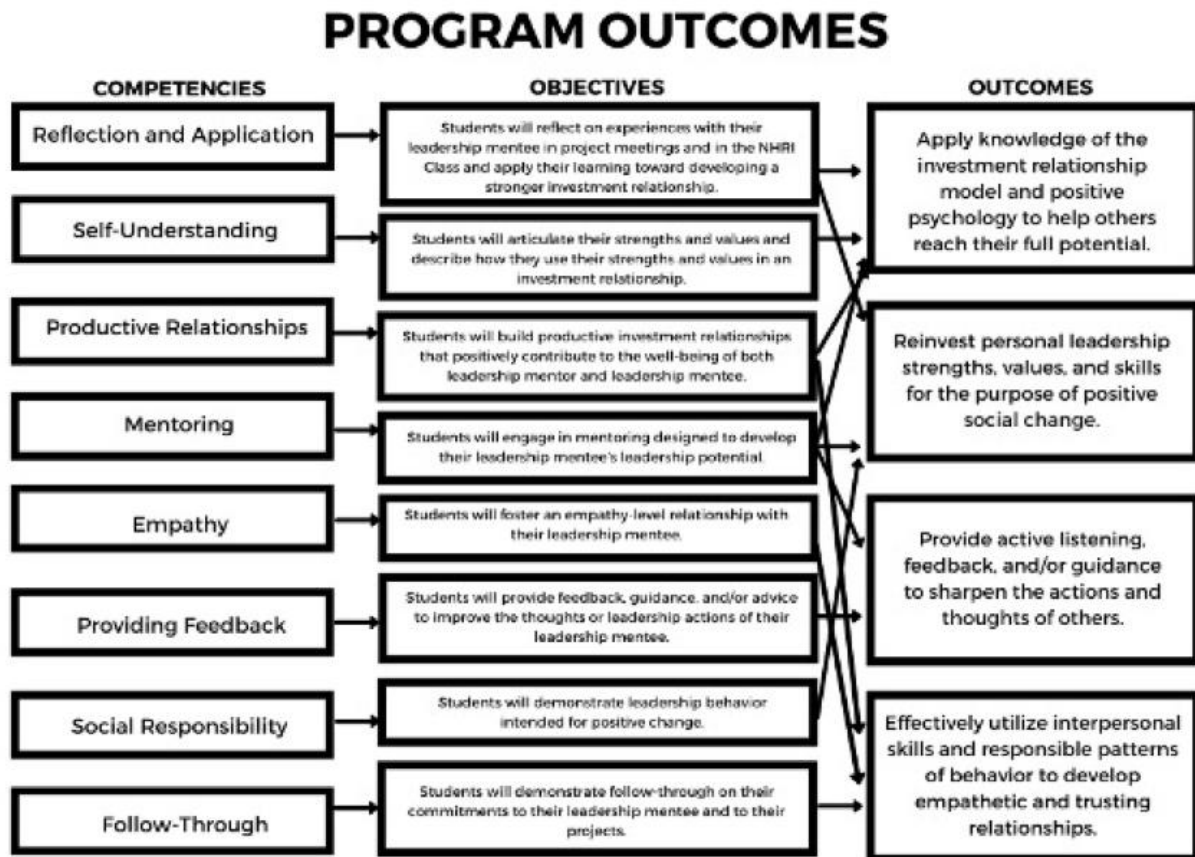 PROGRAM OUTCOMES
COMPETENCIES
Reflection and Application
Self-Understanding
Productive Relationships
Mentoring
Empathy
Providing Feedback
Social Responsibility
Follow-Through
OBJECTIVES
Students will reflect on experiences with their
leadership mentee in project meetings and in the NHRI
Class and apply their learning toward developing a
stronger investment relationship.
Students will articulate their strengths and values and
describe how they use their strengths and values in an
investment relationship.
Students will build productive investment relationships
that positively contribute to the well-being of both
leadership mentor and leadership mentee.
Students will engage in mentoring designed to develop
their leadership mentee's leadership potential.
Students will foster an empathy-level relationship with
their leadership mentee.
Students will provide feedback, guidance, and/or advice
to improve the thoughts or leadership actions of their
leadership mentee.
Students will demonstrate leadership behavior
intended for positive change.
Students will demonstrate follow-through on their
commitments to their leadership mentee and to their
projects.
OUTCOMES
Apply knowledge of the
investment relationship
model and positive
psychology to help others
reach their full potential.
Reinvest personal leadership
strengths, values, and skills
for the purpose of positive
social change.
Provide active listening,
feedback, and/or guidance
to sharpen the actions and
thoughts of others.
Effectively utilize interpersonal
skills and responsible patterns
of behavior to develop
empathetic and trusting
relationships.